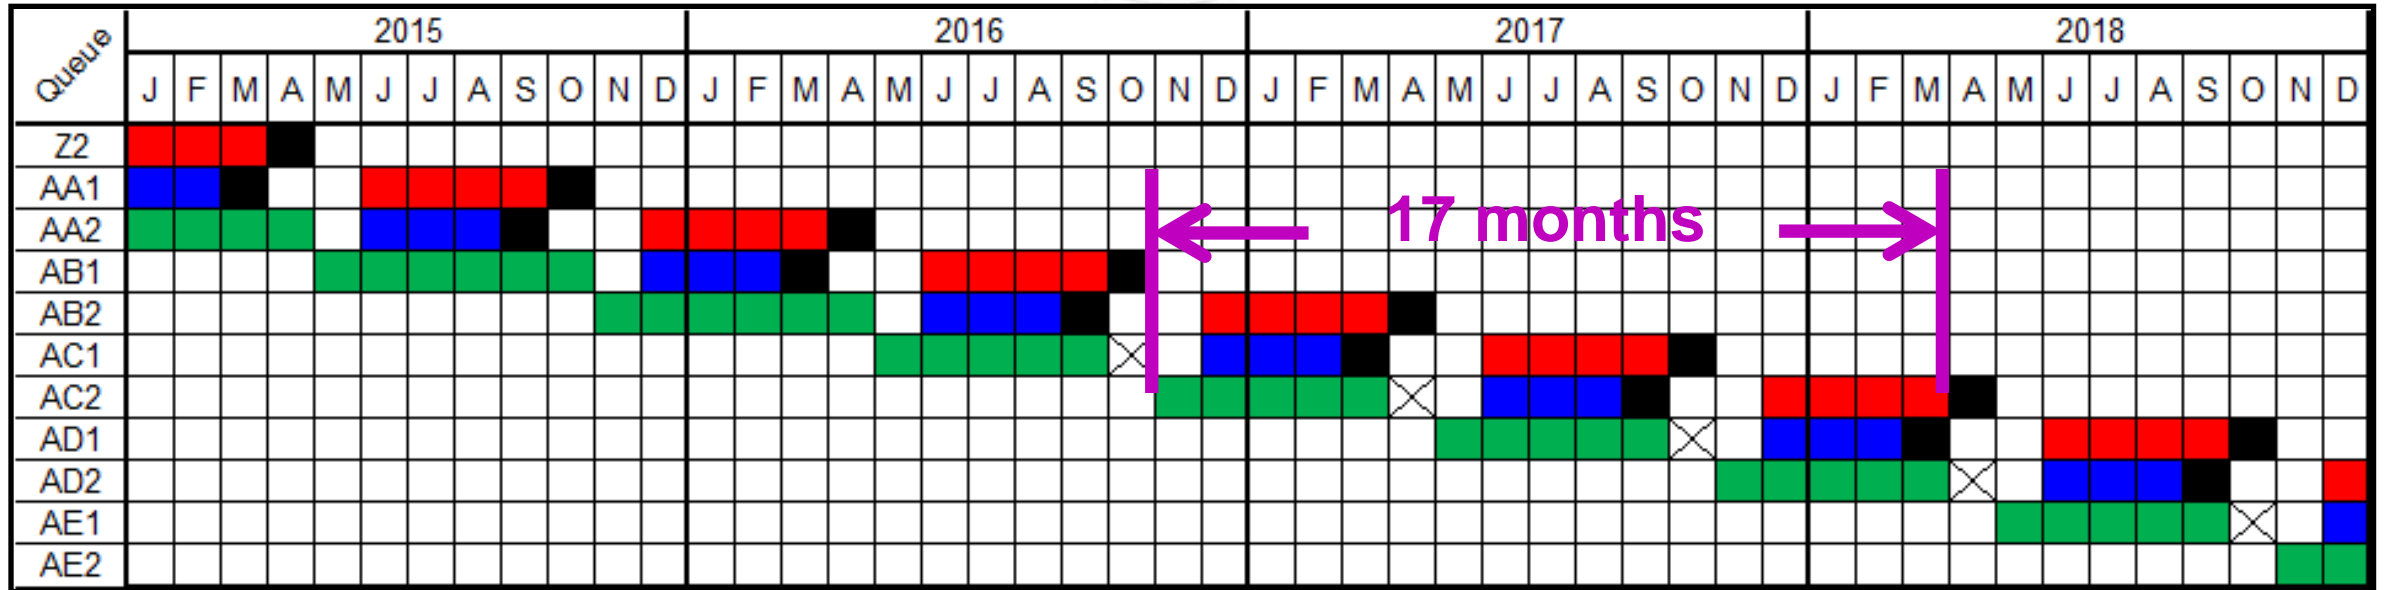 Queue 2015 2016 2017 2018
J F M A M J J A S O N D J F M A M J J A S O N D J F M A M J J A S O N D J F M A M J J A S O N D
Z2
AA1
AA2 17 months
AB1
AB2
AC1
AC2
AD1
AD2
AE1
AE2